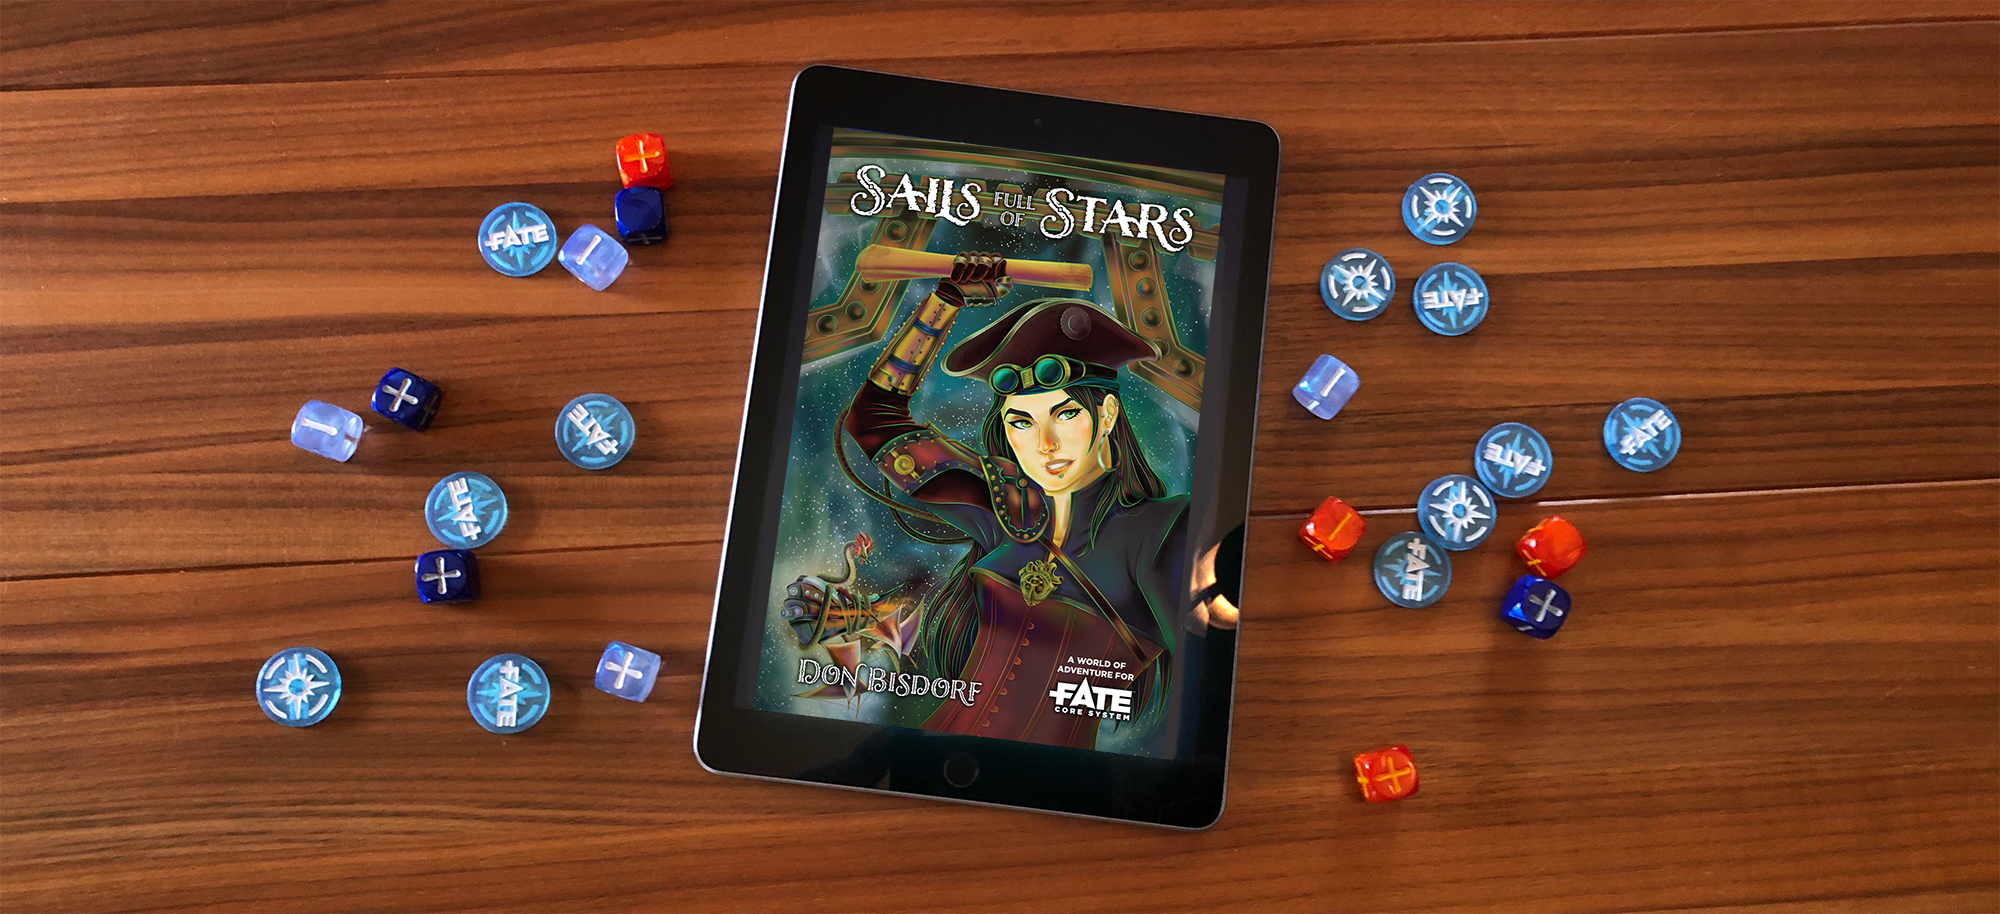 SAILS FULL OF STARS
DON BISDORF
A WORLD OF
ADVENTURE FOR
FATE
CORE SYSTEM
FATE
FATE
FATE
FATE
FATE
FATE
FATE
FATE